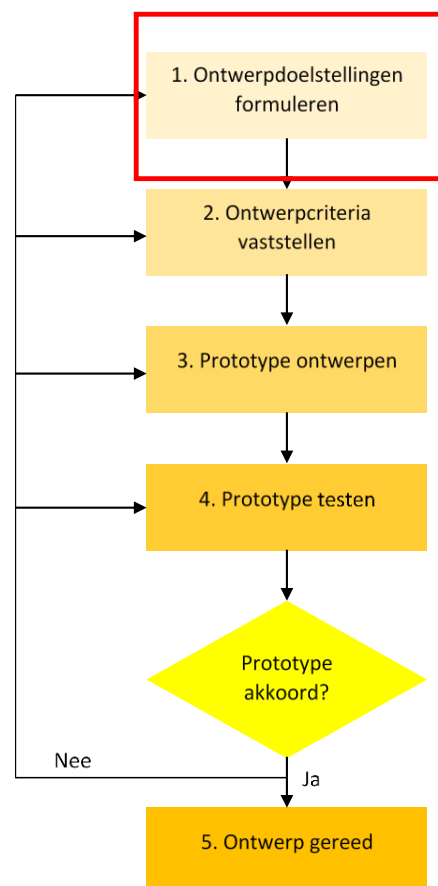 1. Ontwerpdoelstellingen
formuleren
2. Ontwerpcriteria
vaststellen
3. Prototype ontwerpen
4. Prototype testen
Prototype
akkoord?
Nee
Ja
5. Ontwerp gereed